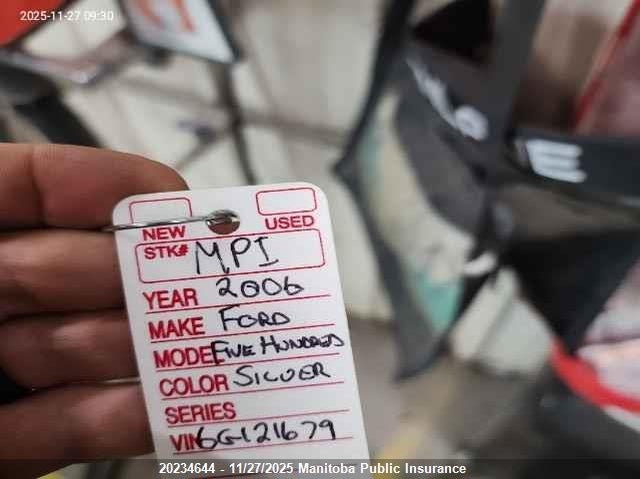 2025-11-27 09:30
NEW USED
STK# MPI
YEAR 2006
MAKE FORD
MODEL FIVE HUNDRED
COLOR SILVER
SERIES
VIN 6G121679
20234644 - 11/27/2025 Manitoba Public Insurance